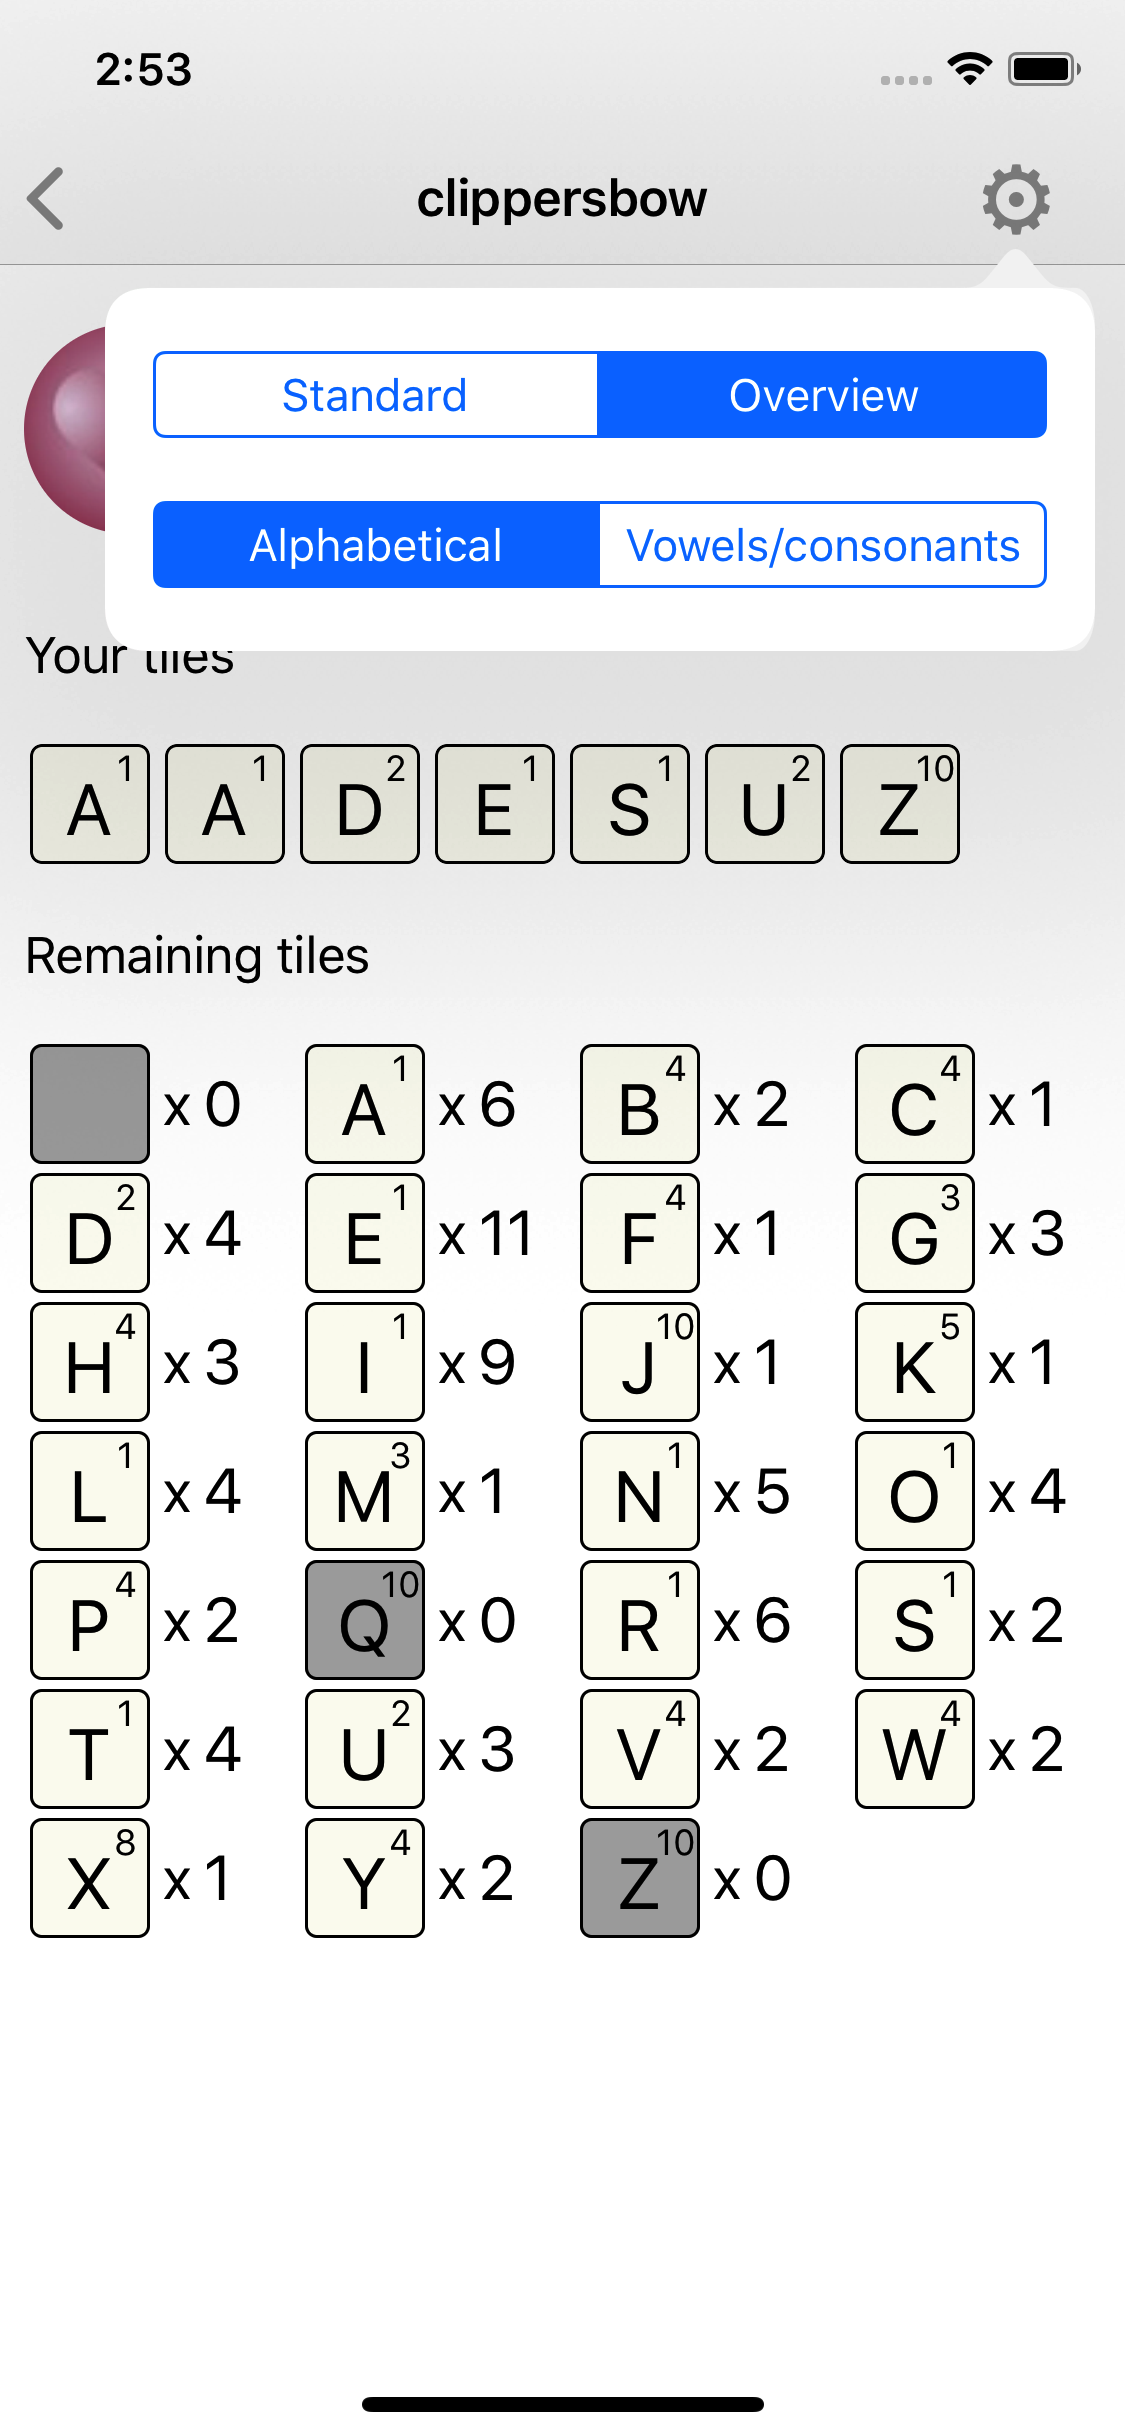 2:53
clippersbow
Standard Overview
Alphabetical Vowels/consonants
Your tiles
A 1 A 1 D 2 E 1 S 1 U 2 Z 10
Remaining tiles
x 0 A 1 x 6 B 4 x 2 C 4 x 1
D 2 x 4 E 1 x 11 F 4 x 1 G 3 x 3
H 4 x 3 I 1 x 9 J 10 x 1 K 5 x 1
L 1 x 4 M 3 x 1 N 1 x 5 O 1 x 4
P 4 x 2 Q 10 x 0 R 1 x 6 S 1 x 2
T 1 x 4 U 2 x 3 V 4 x 2 W 4 x 2
X 8 x 1 Y 4 x 2 Z 10 x 0